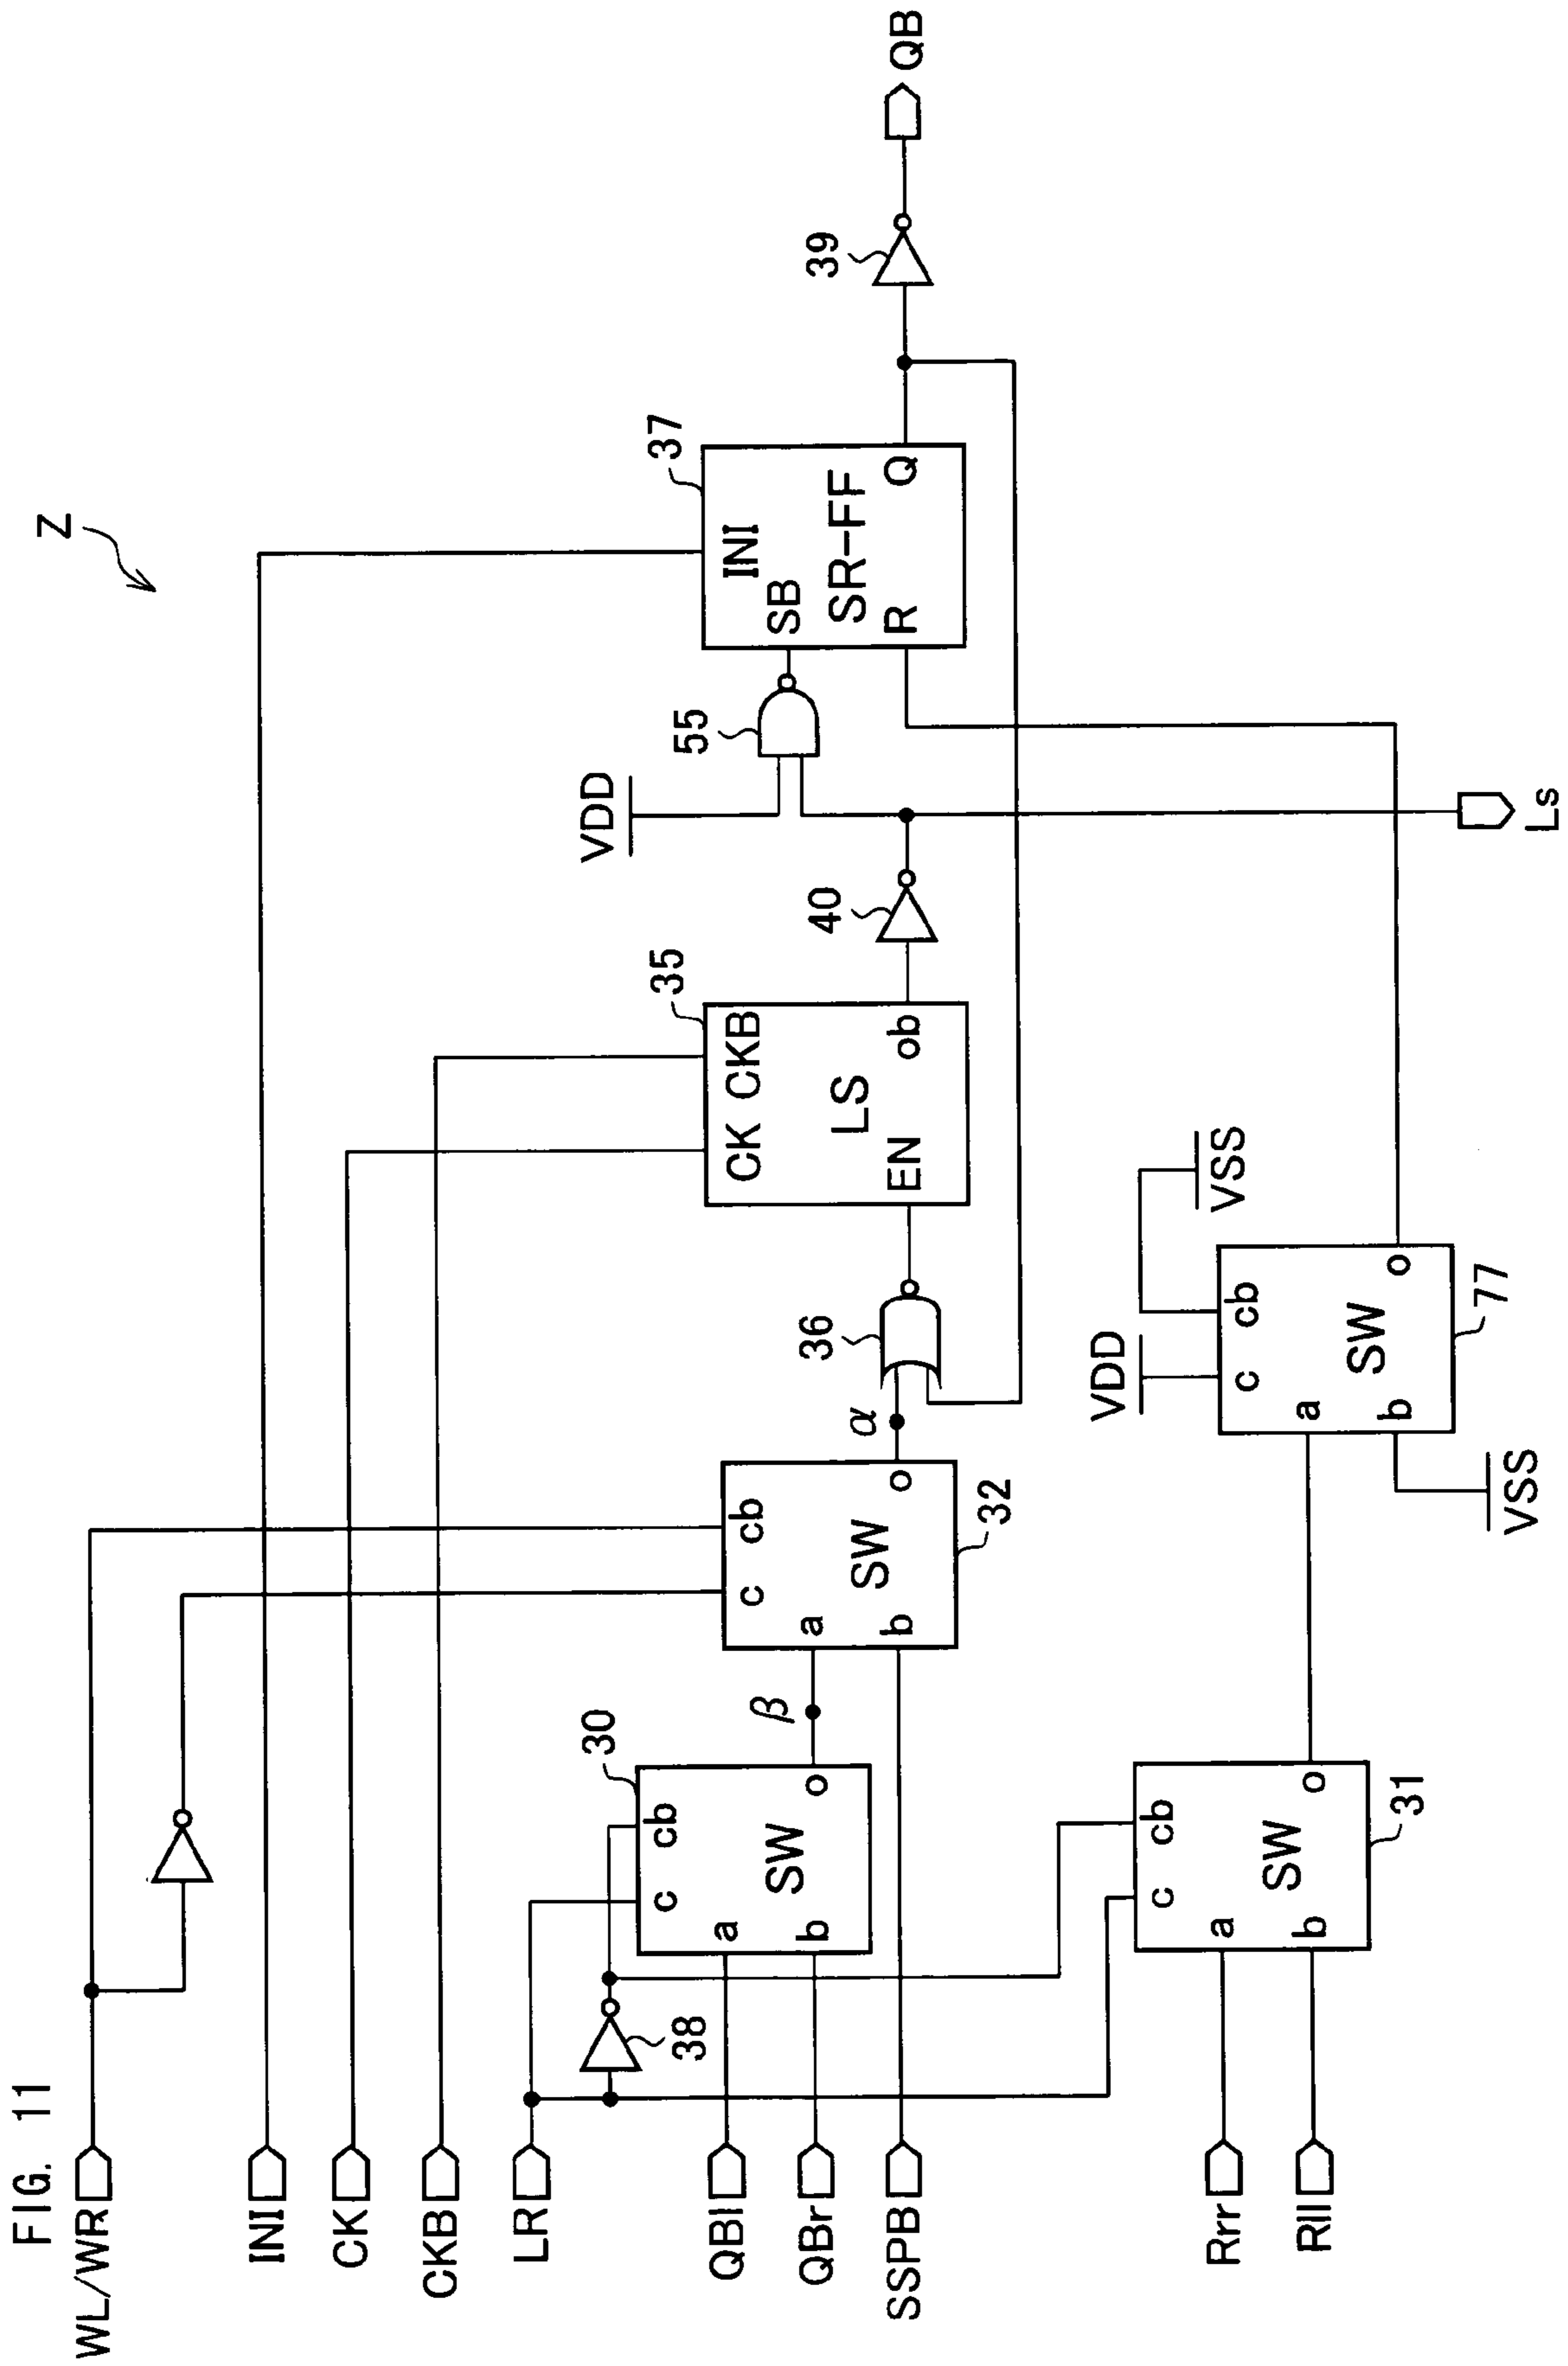 FIG. 11
Z
WL/WR
INI
CK
CKB
LR
QBl
QBr
SSPB
Rrr
Rll
38
30
c
cb
a
SW
b
o
β
c
cb
a
SW
b
o
32
α
36
35
CK CKB
LS
EN
ob
40
VDD
55
37
INI
SB
SR-FF
R
Q
39
QB
Ls
c
cb
a
SW
b
o
31
VDD
VSS
c
cb
a
SW
b
o
77
VSS